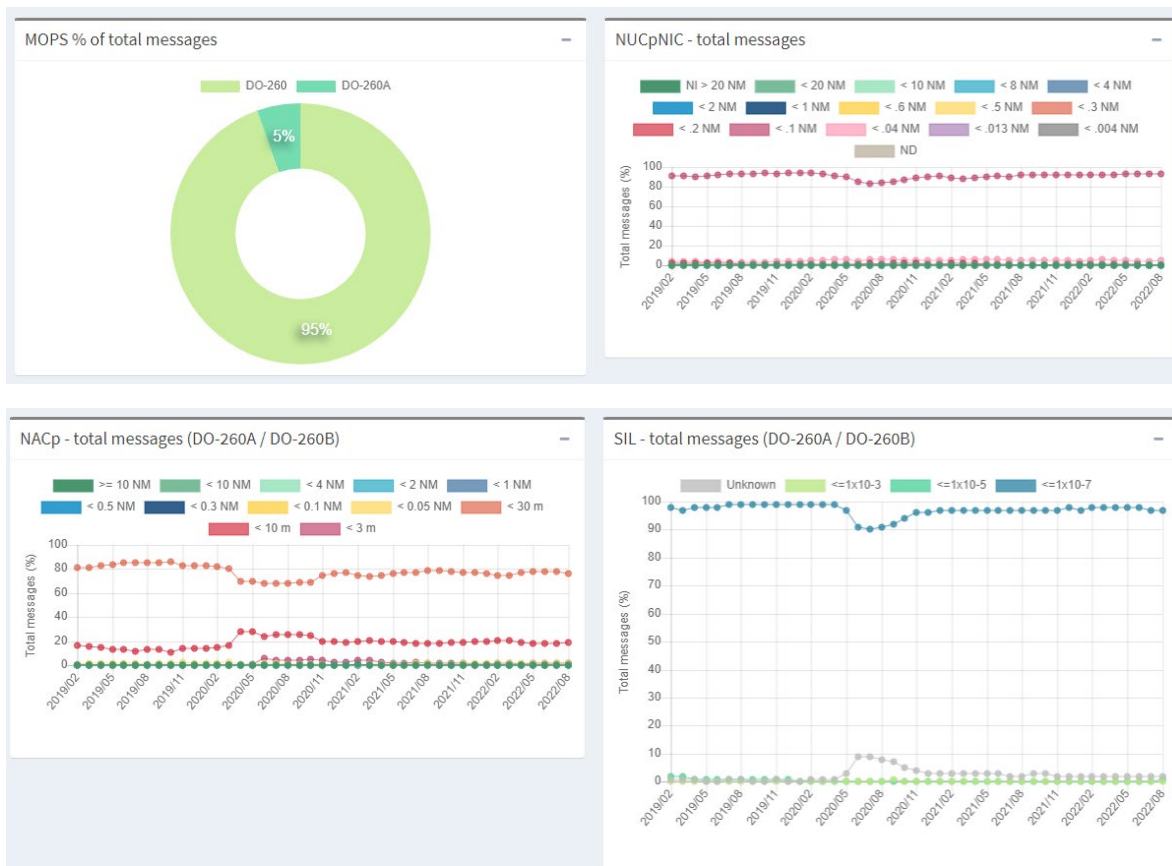 MOPS % of total messages
−
DO-260 DO-260A
5%
95%
NUCpNIC - total messages
−
NI > 20 NM < 20 NM < 10 NM < 8 NM < 4 NM
< 2 NM < 1 NM < .6 NM < .5 NM < .3 NM
< .2 NM < .1 NM < .04 NM < .013 NM < .004 NM
ND
Total messages (%)
100
80
60
40
20
0
2019/02 2019/05 2019/08 2019/11 2020/02 2020/05 2020/08 2020/11 2021/02 2021/05 2021/08 2021/11 2022/02 2022/05 2022/08
NACp - total messages (DO-260A / DO-260B)
−
>= 10 NM < 10 NM < 4 NM < 2 NM < 1 NM
< 0.5 NM < 0.3 NM < 0.1 NM < 0.05 NM < 30 m
< 10 m < 3 m
Total messages (%)
100
80
60
40
20
0
2019/02 2019/05 2019/08 2019/11 2020/02 2020/05 2020/08 2020/11 2021/02 2021/05 2021/08 2021/11 2022/02 2022/05 2022/08
SIL - total messages (DO-260A / DO-260B)
−
Unknown <=1x10-3 <=1x10-5 <=1x10-7
Total messages (%)
100
90
80
70
60
50
40
30
20
10
0
2019/02 2019/05 2019/08 2019/11 2020/02 2020/05 2020/08 2020/11 2021/02 2021/05 2021/08 2021/11 2022/02 2022/05 2022/08